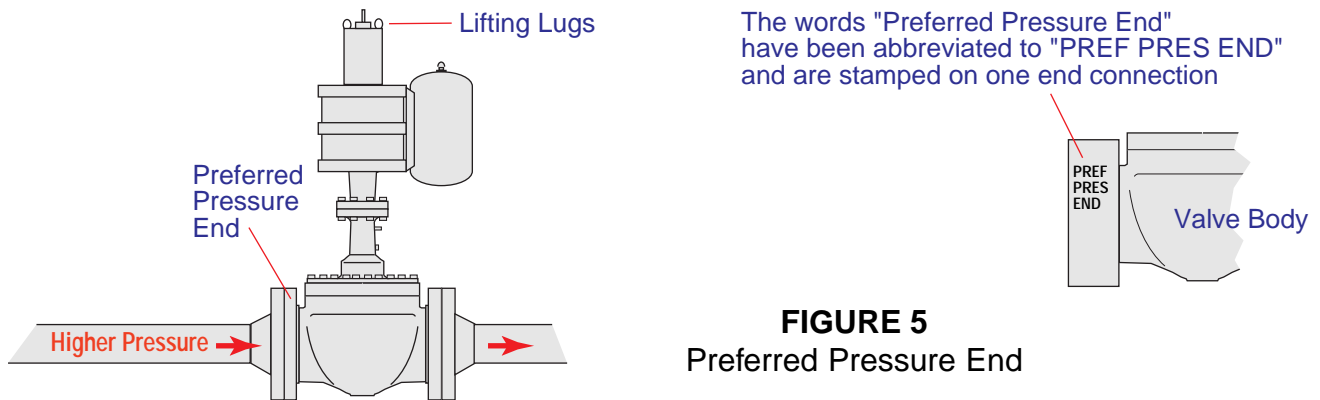 Lifting Lugs
Preferred
Pressure
End
Higher Pressure
The words "Preferred Pressure End"
have been abbreviated to "PREF PRES END"
and are stamped on one end connection
PREF
PRES
END
Valve Body
FIGURE 5
Preferred Pressure End